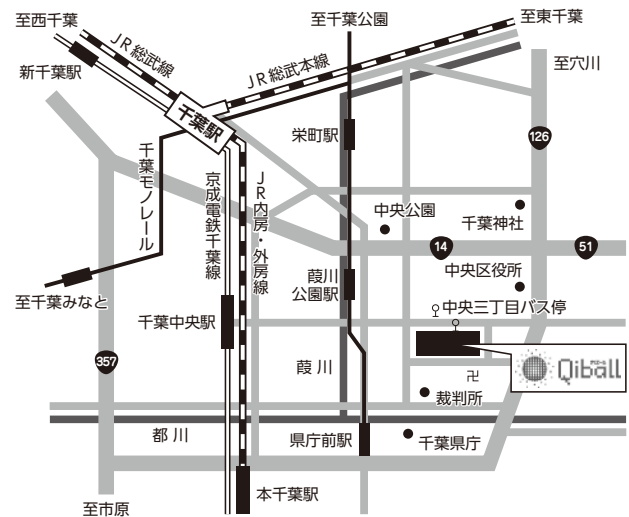 至西千葉
至千葉公園
至東千葉
JR総武線
JR総武本線
新千葉駅
至穴川
千葉駅
栄町駅
126
千葉モノレール
京成電鉄千葉線
JR内房・外房線
中央公園
千葉神社
14
51
中央区役所
葭川
公園駅
至千葉みなと
中央三丁目バス停
千葉中央駅
357
葭川
卍
Qiball
裁判所
都川
県庁前駅
千葉県庁
本千葉駅
至市原